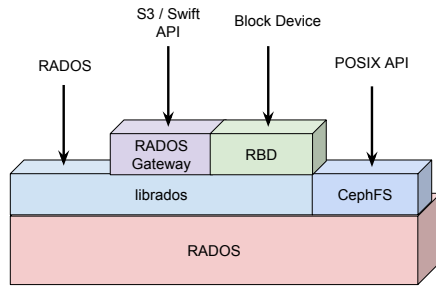 S3 / Swift
API
Block Device
RADOS
POSIX API
RADOS
Gateway
RBD
librados
CephFS
RADOS